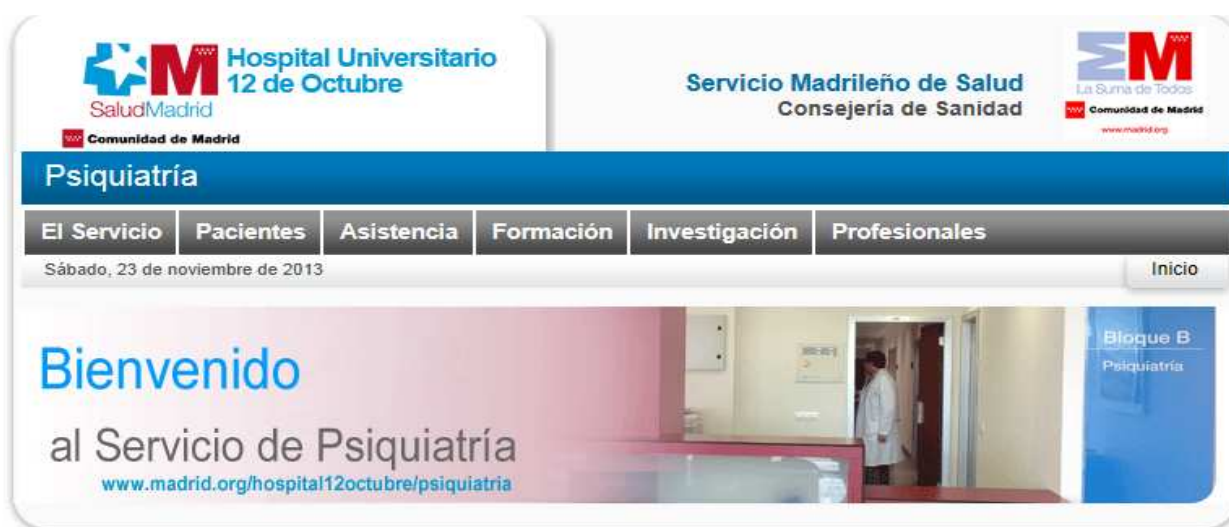 Hospital Universitario
12 de Octubre
SaludMadrid
Comunidad de Madrid
Servicio Madrileño de Salud
Consejería de Sanidad
La Suma de Todos
Comunidad de Madrid
www.madrid.org
Psiquiatría
El Servicio Pacientes Asistencia Formación Investigación Profesionales
Sábado, 23 de noviembre de 2013 Inicio
Bienvenido
al Servicio de Psiquiatría
www.madrid.org/hospital12octubre/psiquiatria
Bloque B
Psiquiatría